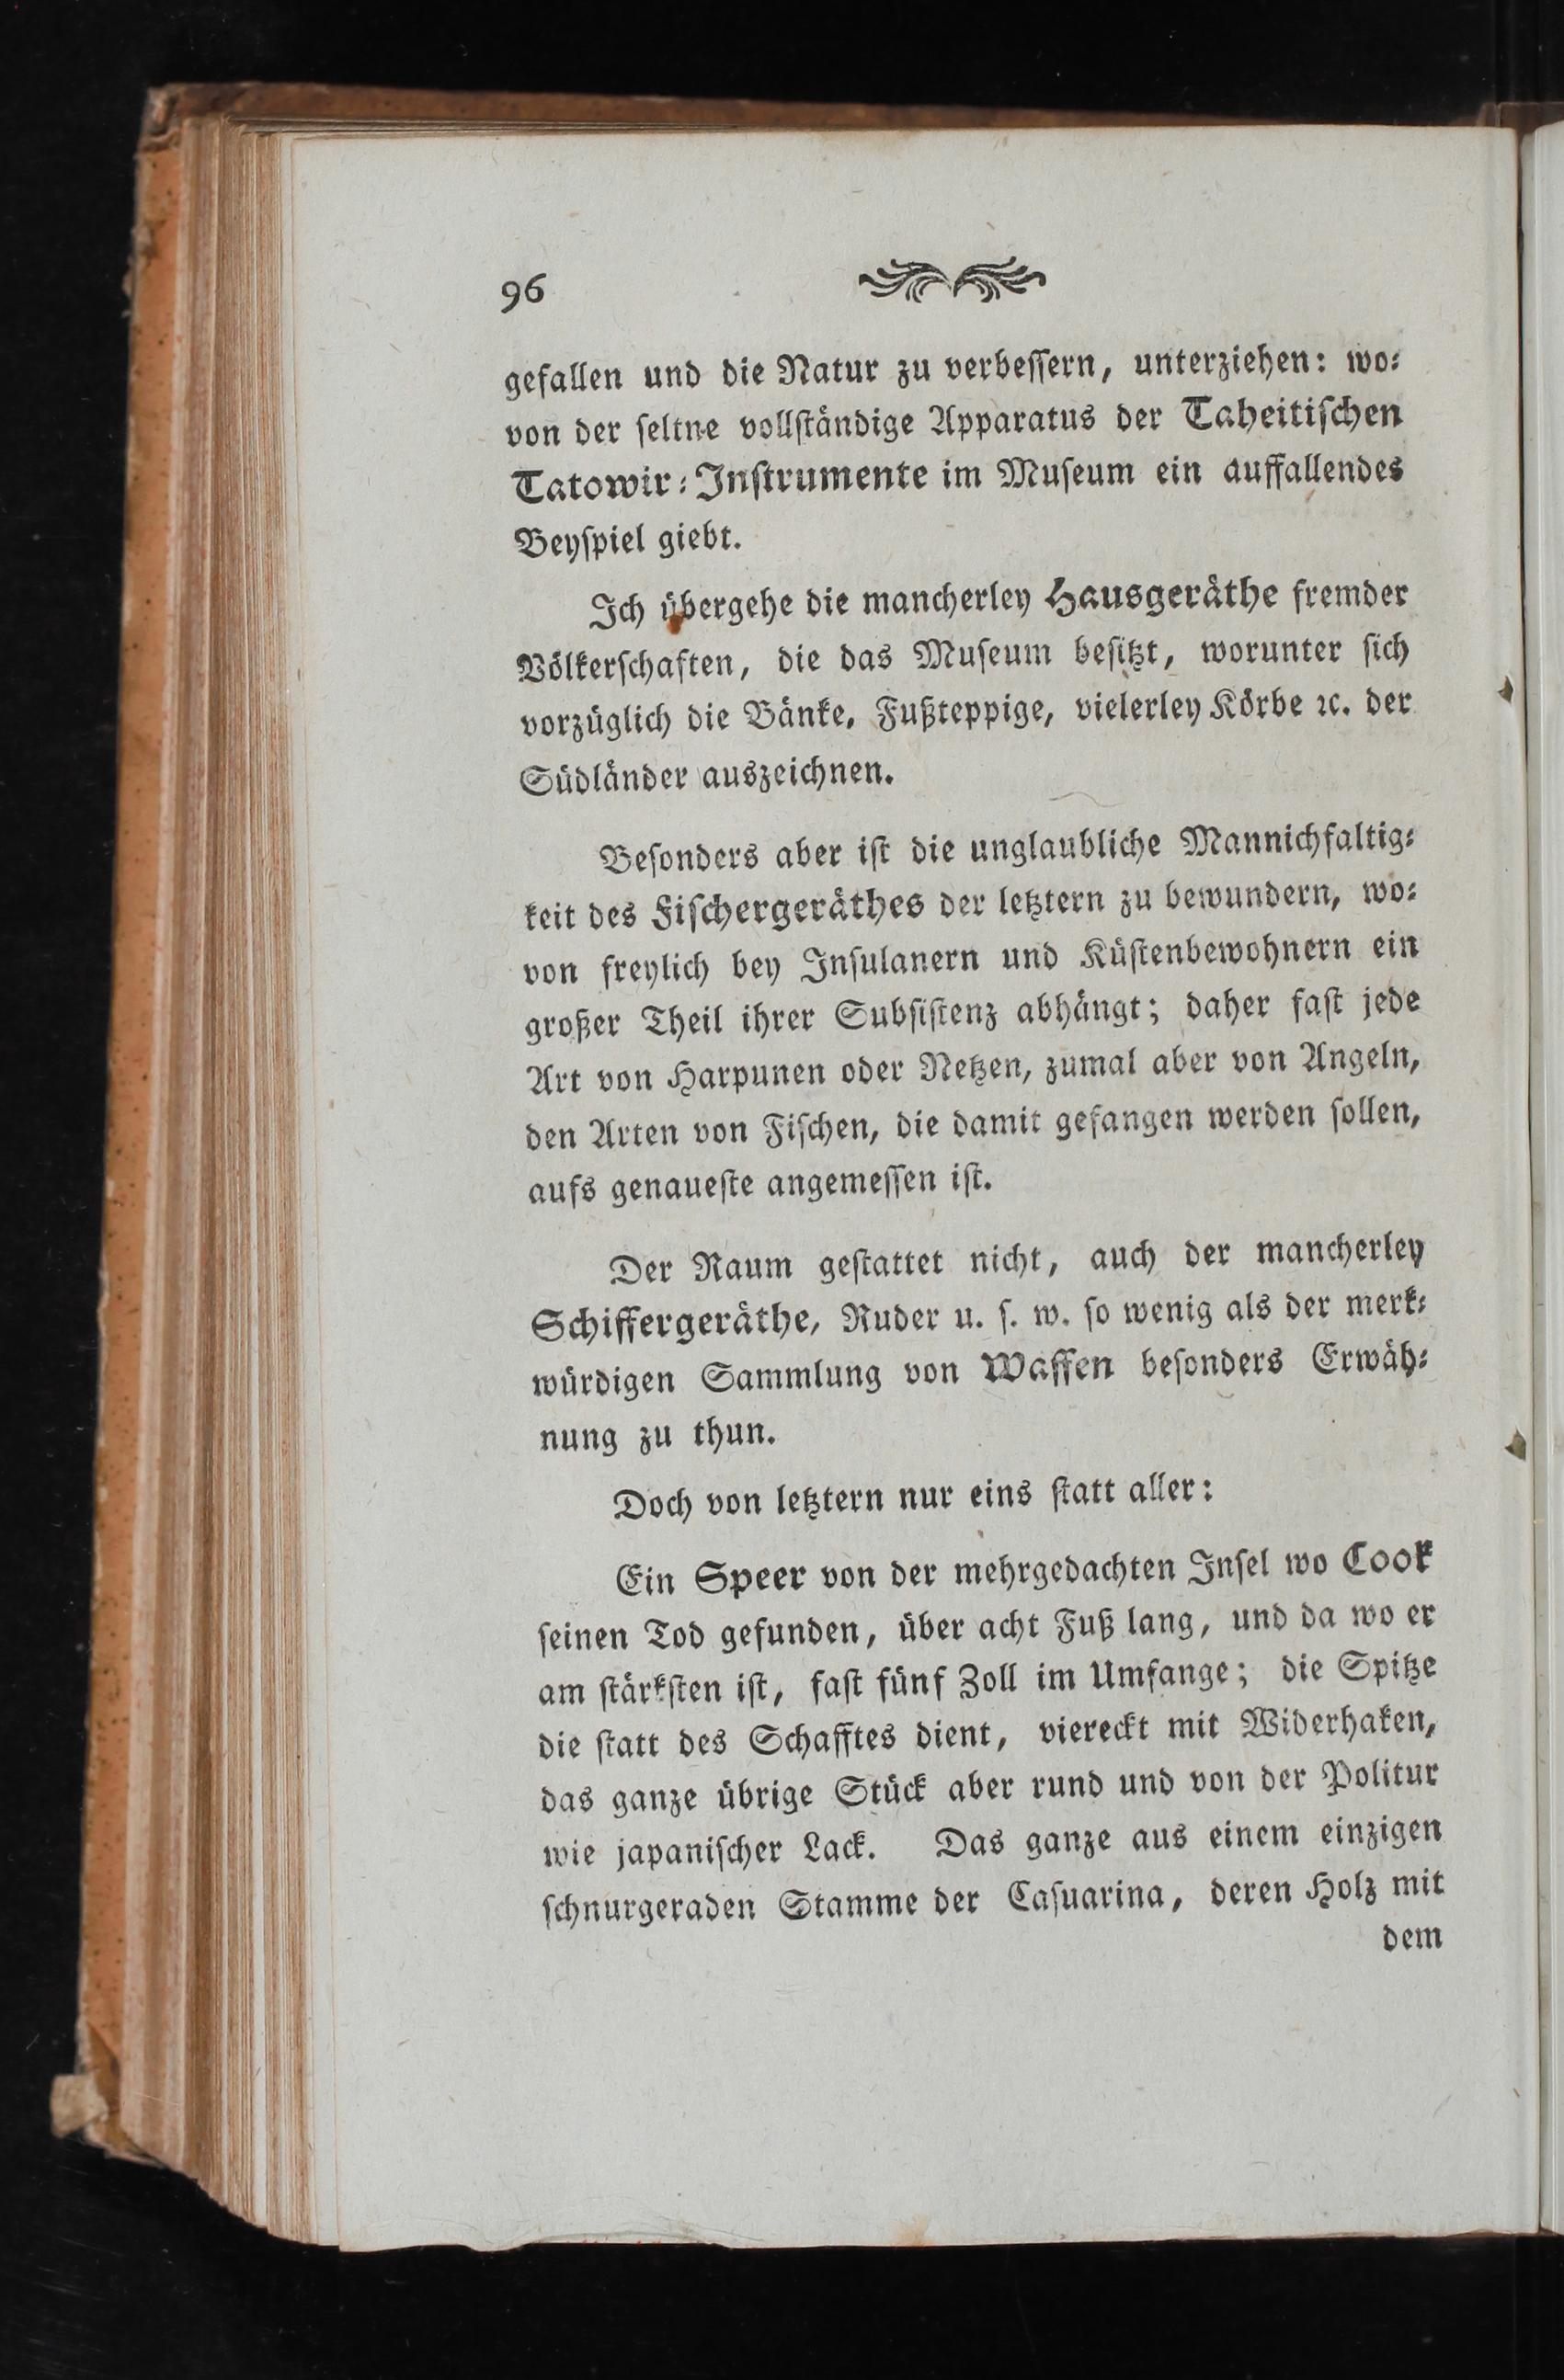 96
gefallen und die Natur zu verbeſſern, unterziehen: wo⸗
von der ſeltne vollſtändige Apparatus der Taheitiſchen
Tatowir⸗Inſtrumente im Muſeum ein auffallendes
Beyſpiel giebt.
Ich übergehe die mancherley Hausgeräthe fremder
Völkerſchaften, die das Muſeum beſitzt, worunter ſich
vorzüglich die Bänke, Fußteppige, vielerley Körbe ꝛc. der
Südländer auszeichnen.
Beſonders aber iſt die unglaubliche Mannichfaltig⸗
keit des Fiſchergeräthes der letztern zu bewundern, wo⸗
von freylich bey Inſulanern und Küſtenbewohnern ein
großer Theil ihrer Subſiſtenz abhängt; daher faſt jede
Art von Harpunen oder Netzen, zumal aber von Angeln,
den Arten von Fiſchen, die damit gefangen werden ſollen,
aufs genaueſte angemeſſen iſt.
Der Raum geſtattet nicht, auch der mancherley
Schiffergeräthe, Ruder u. ſ. w. ſo wenig als der merk⸗
würdigen Sammlung von Waffen beſonders Erwäh⸗
nung zu thun.
Doch von letztern nur eins ſtatt aller:
Ein Speer von der mehrgedachten Inſel wo Cook
ſeinen Tod gefunden, über acht Fuß lang, und da wo er
am ſtärkſten iſt, faſt fünf Zoll im Umfange; die Spitze
die ſtatt des Schafftes dient, viereckt mit Widerhaken,
das ganze übrige Stück aber rund und von der Politur
wie japaniſcher Lack. Das ganze aus einem einzigen
ſchnurgeraden Stamme der Caſuarina, deren Holz mit
dem